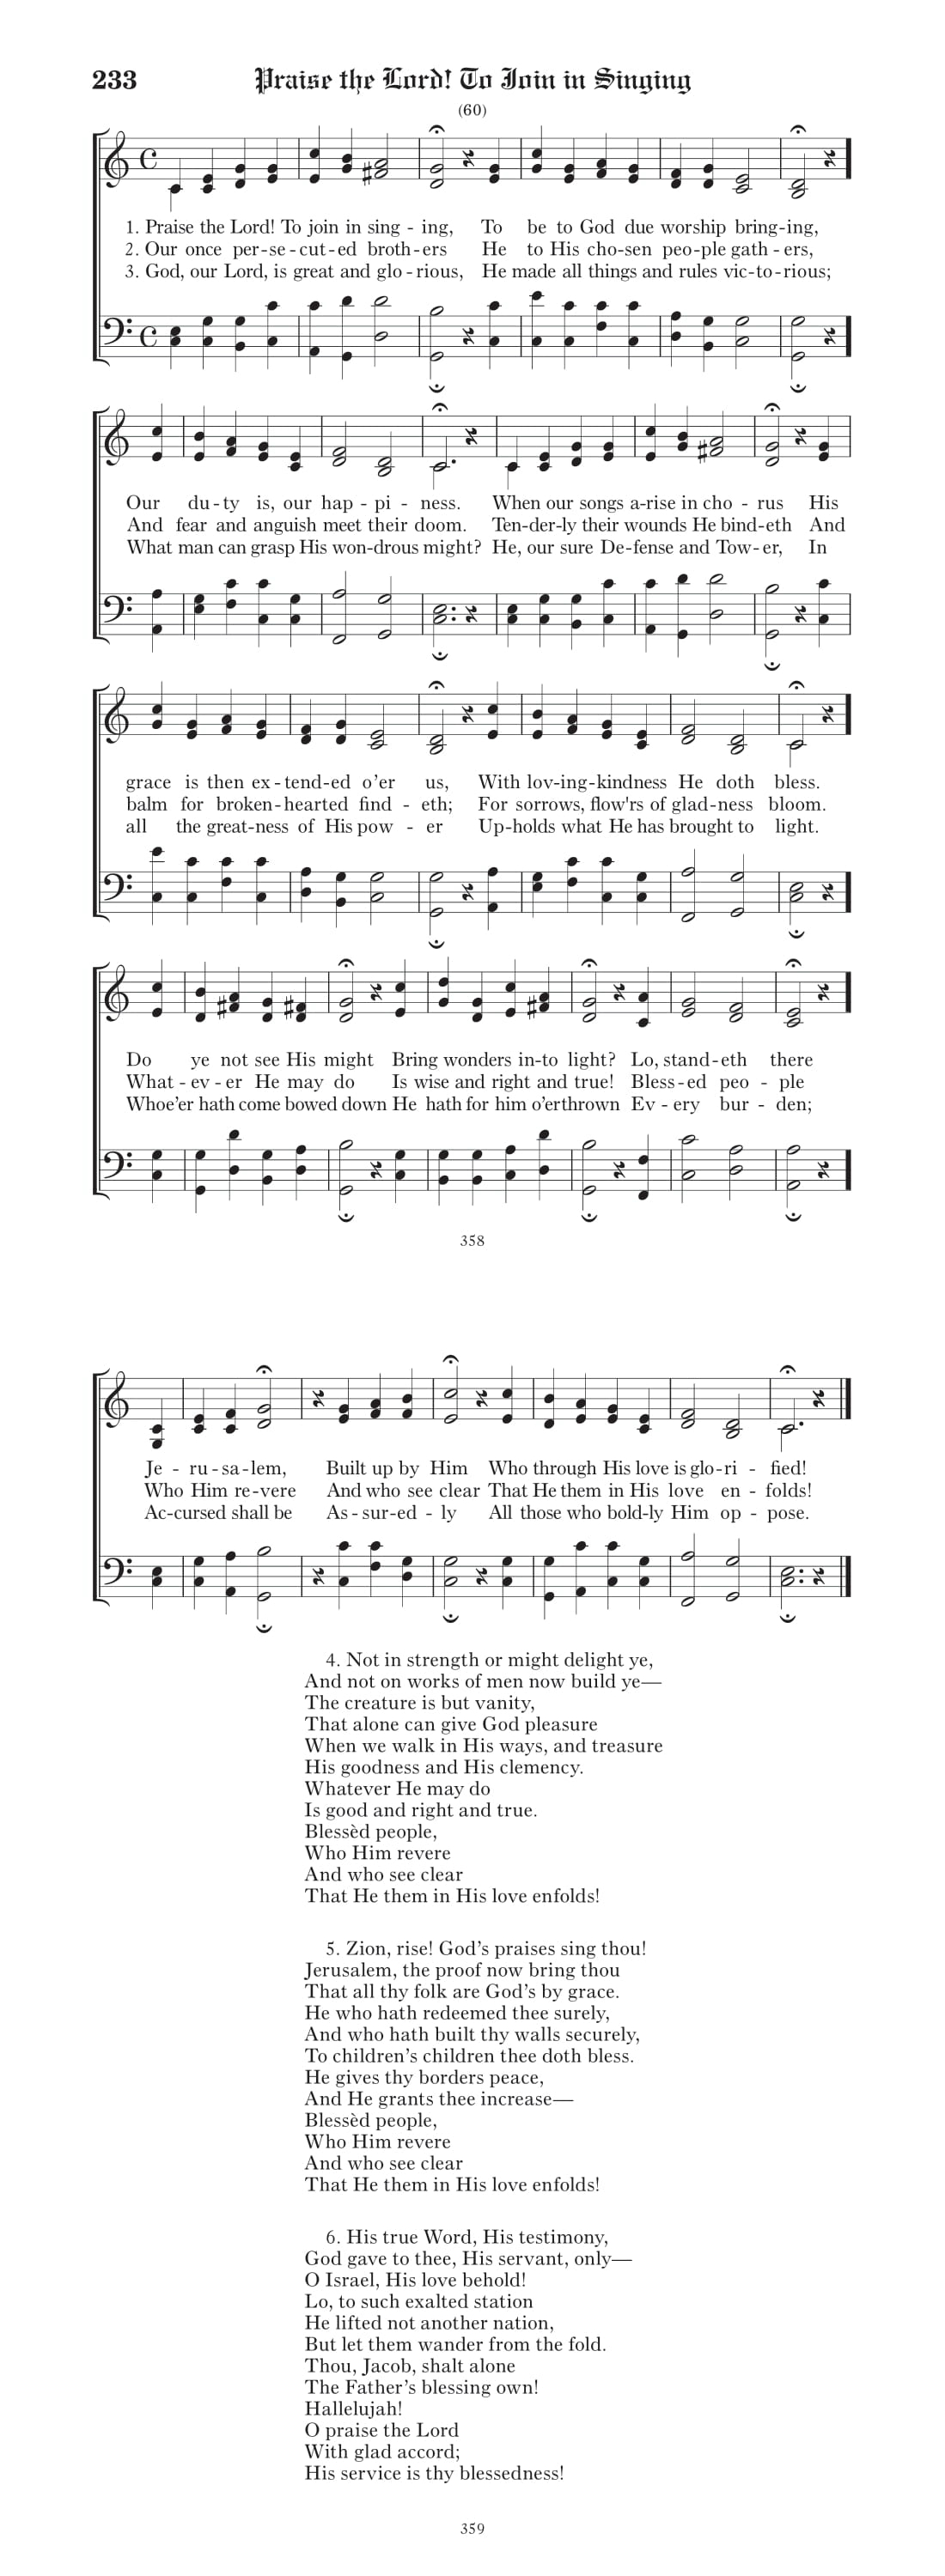 233 Praise the Lord! To Join in Singing
(60)
1. Praise the Lord! To join in sing - ing, To be to God due worship bring-ing,
2. Our once per-se-cut-ed broth-ers He to His cho-sen peo-ple gath-ers,
3. God, our Lord, is great and glo-rious, He made all things and rules vic-to-rious;
Our du-ty is, our hap-pi - ness. When our songs a-rise in cho - rus His
And fear and anguish meet their doom. Ten-der-ly their wounds He bind-eth And
What man can grasp His won-drous might? He, our sure De-fense and Tow-er, In
grace is then ex-tend-ed o’er us, With lov-ing-kindness He doth bless.
balm for broken-hearted find - eth; For sorrows, flow'rs of glad-ness bloom.
all the great-ness of His pow - er Up-holds what He has brought to light.
Do ye not see His might Bring wonders in-to light? Lo, stand-eth there
What - ev - er He may do Is wise and right and true! Bless-ed peo - ple
Whoe’er hath come bowed down He hath for him o’erthrown Ev - ery bur - den;
Je - ru-sa-lem, Built up by Him Who through His love is glo-ri - fied!
Who Him re-vere And who see clear That He them in His love en - folds!
Ac-cursed shall be As-sur-ed - ly All those who bold-ly Him op - pose.
358
4. Not in strength or might delight ye,
And not on works of men now build ye—
The creature is but vanity,
That alone can give God pleasure
When we walk in His ways, and treasure
His goodness and His clemency.
Whatever He may do
Is good and right and true.
Blessèd people,
Who Him revere
And who see clear
That He them in His love enfolds!
5. Zion, rise! God’s praises sing thou!
Jerusalem, the proof now bring thou
That all thy folk are God’s by grace.
He who hath redeemed thee surely,
And who hath built thy walls securely,
To children’s children thee doth bless.
He gives thy borders peace,
And He grants thee increase—
Blessèd people,
Who Him revere
And who see clear
That He them in His love enfolds!
6. His true Word, His testimony,
God gave to thee, His servant, only—
O Israel, His love behold!
Lo, to such exalted station
He lifted not another nation,
But let them wander from the fold.
Thou, Jacob, shalt alone
The Father’s blessing own!
Hallelujah!
O praise the Lord
With glad accord;
His service is thy blessedness!
359